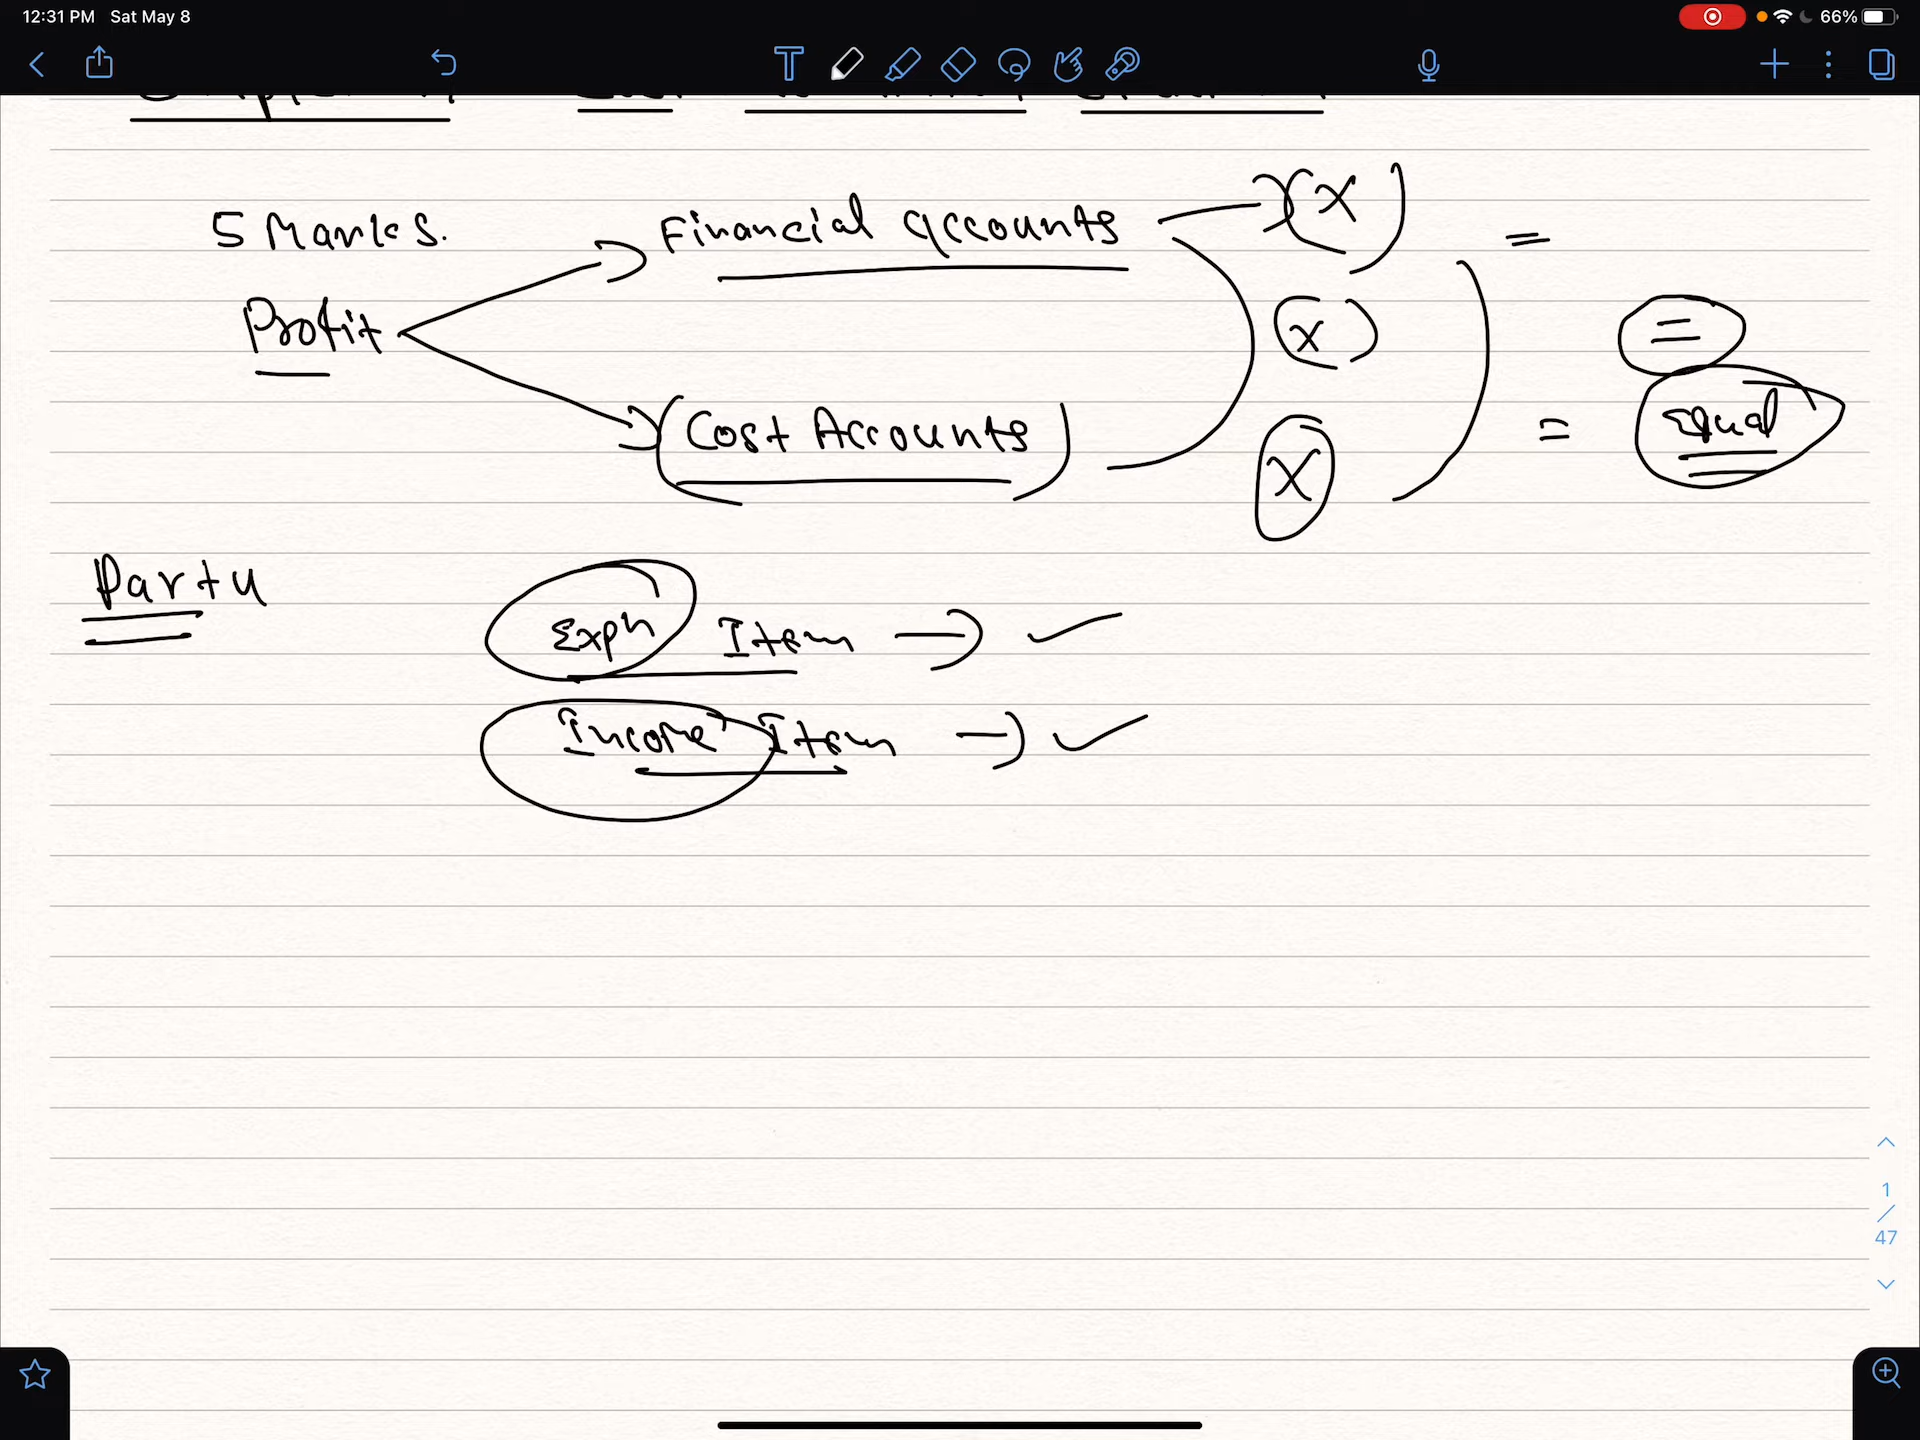 12:31 PM Sat May 8
66%
5 Marks.
Financial accounts
X
=
Profit
X
=
Cost Accounts
X
=
Equal
Expn Item
Income Item
1
/
47